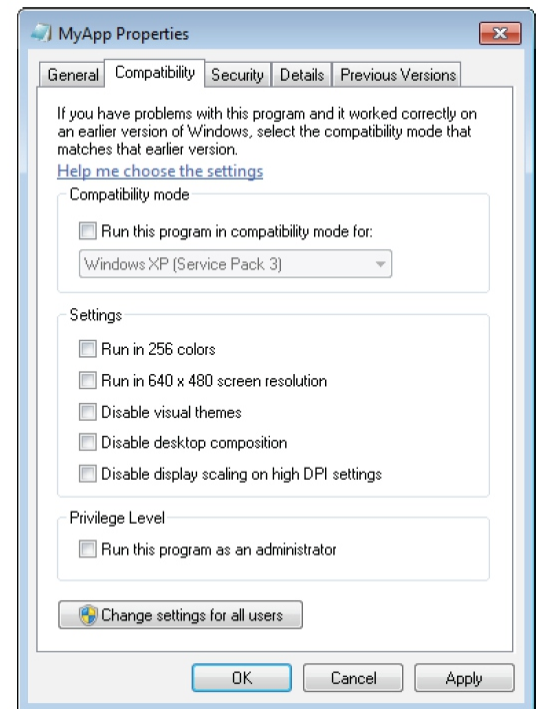 MyApp Properties
General Compatibility Security Details Previous Versions
If you have problems with this program and it worked correctly on
an earlier version of Windows, select the compatibility mode that
matches that earlier version.
Help me choose the settings
Compatibility mode
Run this program in compatibility mode for:
Windows XP (Service Pack 3)
Settings
Run in 256 colors
Run in 640 x 480 screen resolution
Disable visual themes
Disable desktop composition
Disable display scaling on high DPI settings
Privilege Level
Run this program as an administrator
Change settings for all users
OK Cancel Apply